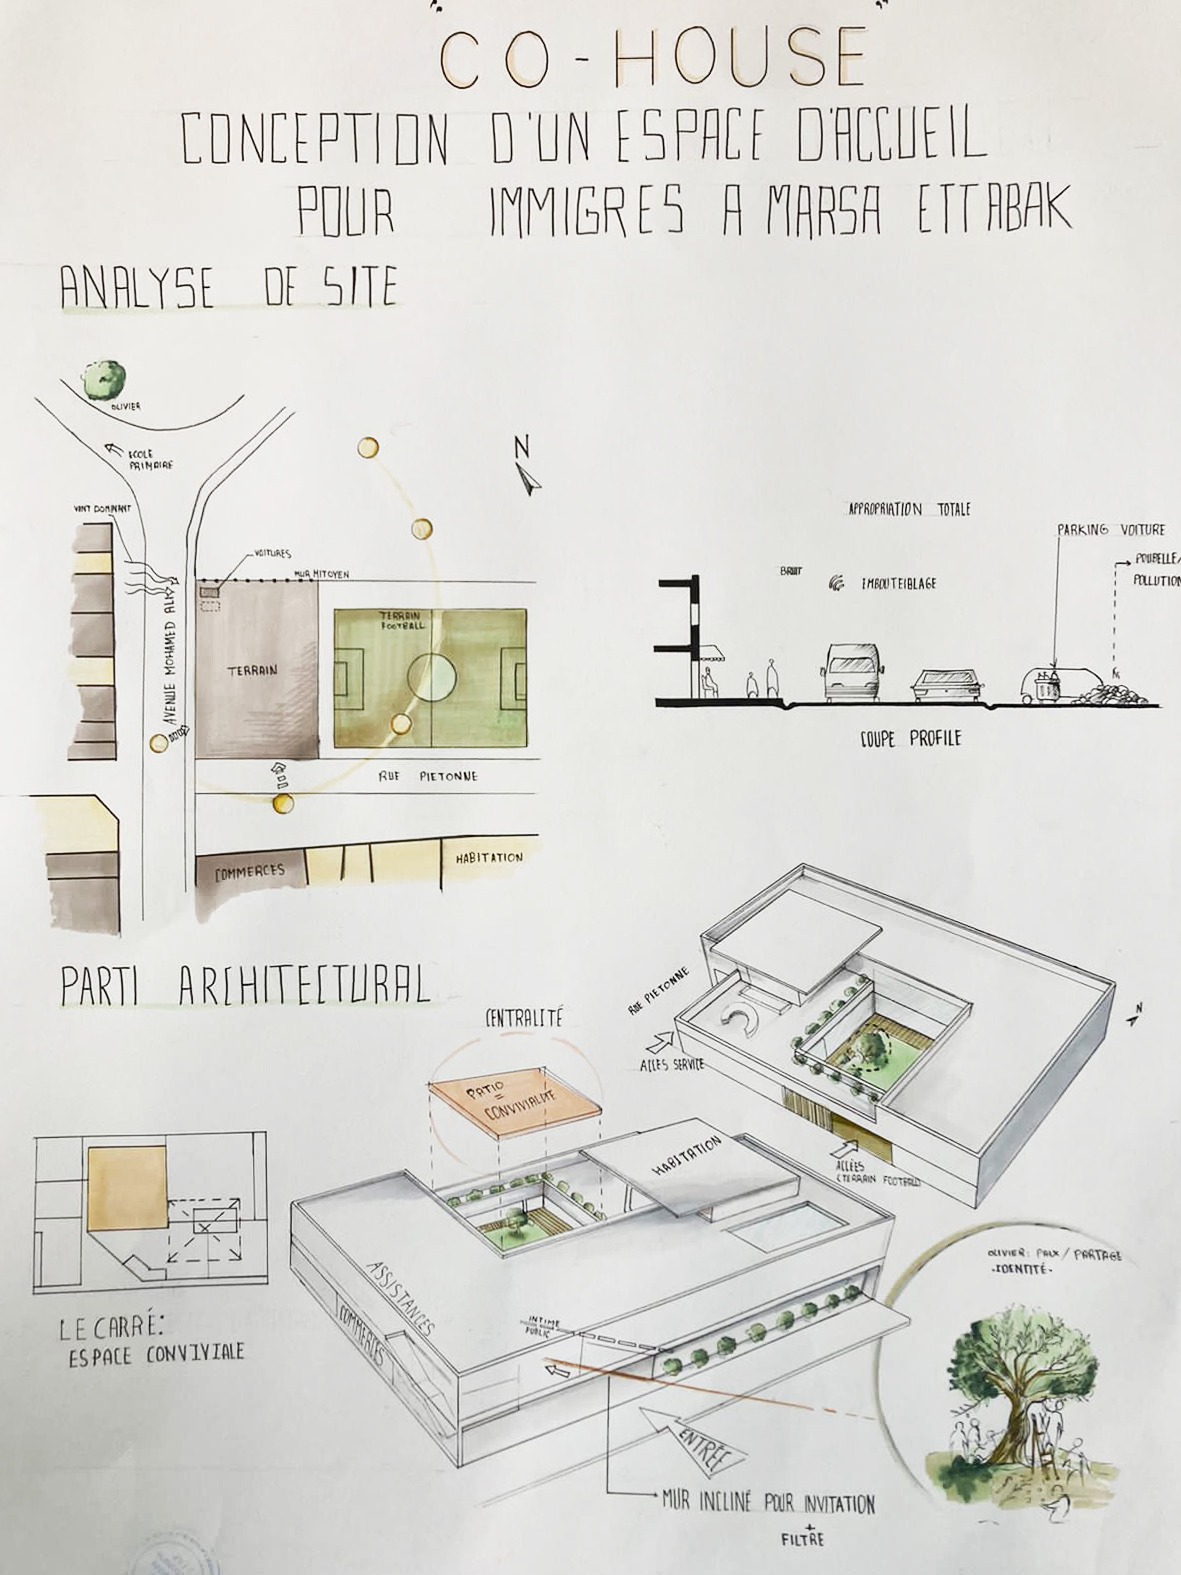 "CO-HOUSE"
CONCEPTION D'UN ESPACE D'ACCUEIL
POUR IMMIGRES A MARSA ETTABAK
ANALYSE DE SITE
OLIVIER
ECOLE
PRIMAIRE
VENT DOMINANT
VOITURES
MUR MITOYEN
TERRAIN
FOOTBALL
TERRAIN
AVENUE MOHAMED ALI
RUE PIETONNE
COMMERCES
HABITATION
N
APPROPRIATION TOTALE
PARKING VOITURE
POUBELLE/
POLLUTION
BRUIT
IMBOUTEIBLAGE
COUPE PROFILE
PARTI ARCHITECTURAL
CENTRALITÉ
PATIO
=
CONVIVIALITÉ
RUE PIETONNE
ACCES SERVICE
N
ACCÉES
(TERRAIN FOOTBALL)
HABITATION
LE CARRÉ:
ESPACE CONVIVIALE
ASSISTANCES
COMMERCES
INTIME
PUBLIC
ENTRÉE
OLIVIER: PAIX / PARTAGE
-IDENTITÉ-
MUR INCLINÉ POUR INVITATION
+
FILTRE